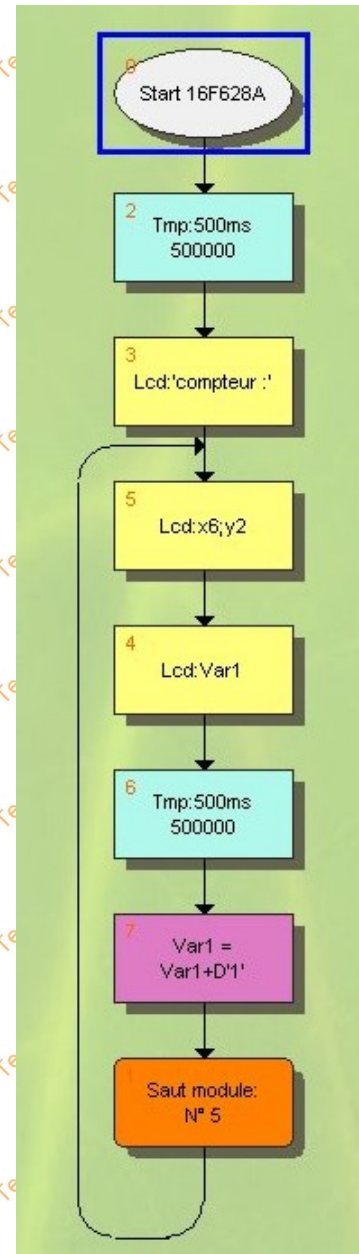 0
Start 16F628A
2
Tmp:500ms
500000
3
Lcd:'compteur :'
5
Lcd:x6;y2
4
Lcd:Var1
6
Tmp:500ms
500000
7
Var1 =
Var1+D'1'
1
Saut module:
N° 5